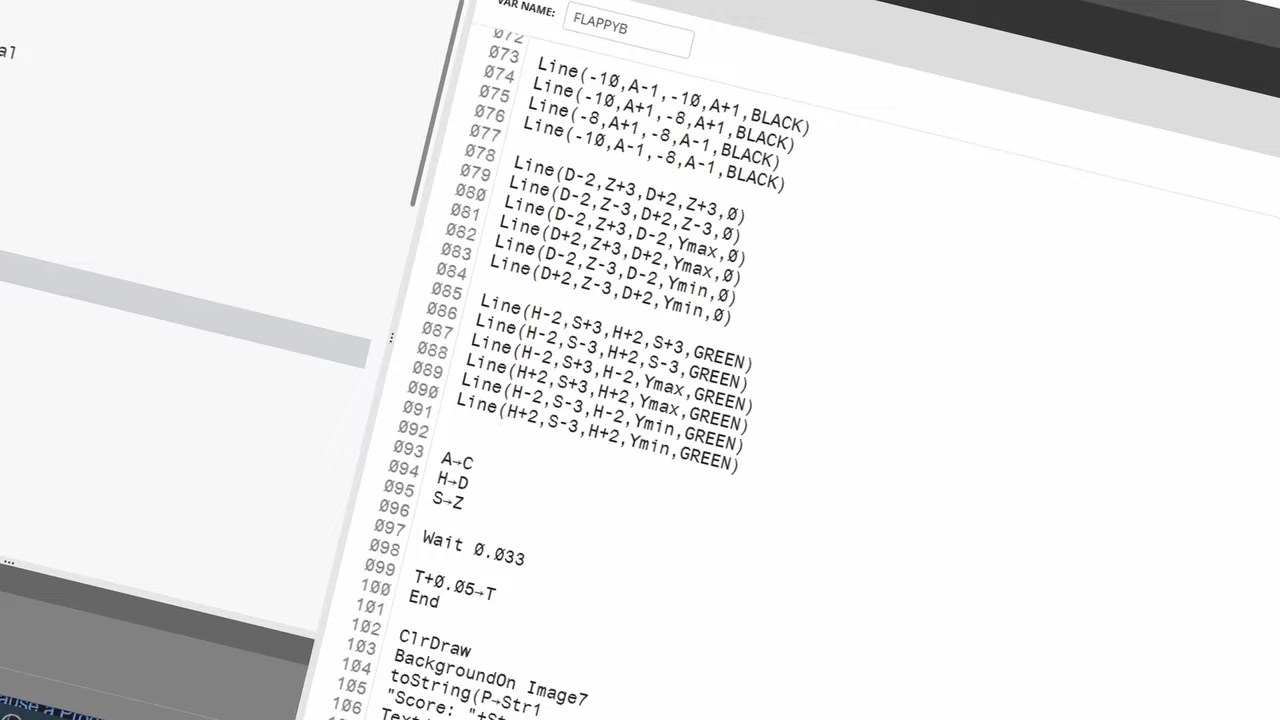 al
VAR NAME: FLAPPYB
072
073 Line(-10,A-1,-10,A+1,BLACK)
074 Line(-10,A+1,-8,A+1,BLACK)
075 Line(-8,A+1,-8,A-1,BLACK)
076 Line(-10,A-1,-8,A-1,BLACK)
077
078 Line(D-2,Z+3,D+2,Z+3,0)
079 Line(D-2,Z-3,D+2,Z-3,0)
080 Line(D-2,Z+3,D-2,Ymax,0)
081 Line(D+2,Z+3,D+2,Ymax,0)
082 Line(D-2,Z-3,D-2,Ymin,0)
083 Line(D+2,Z-3,D+2,Ymin,0)
084
085 Line(H-2,S+3,H+2,S+3,GREEN)
086 Line(H-2,S-3,H+2,S-3,GREEN)
087 Line(H-2,S+3,H-2,Ymax,GREEN)
088 Line(H+2,S+3,H+2,Ymax,GREEN)
089 Line(H-2,S-3,H-2,Ymin,GREEN)
090 Line(H+2,S-3,H+2,Ymin,GREEN)
091
092
093 A→C
094 H→D
095 S→Z
096
097 Wait 0.033
098
099 T+0.05→T
100 End
101
102 ClrDraw
103 BackgroundOn Image7
104 toString(P→Str1
105 "Score: "+St
106 Text